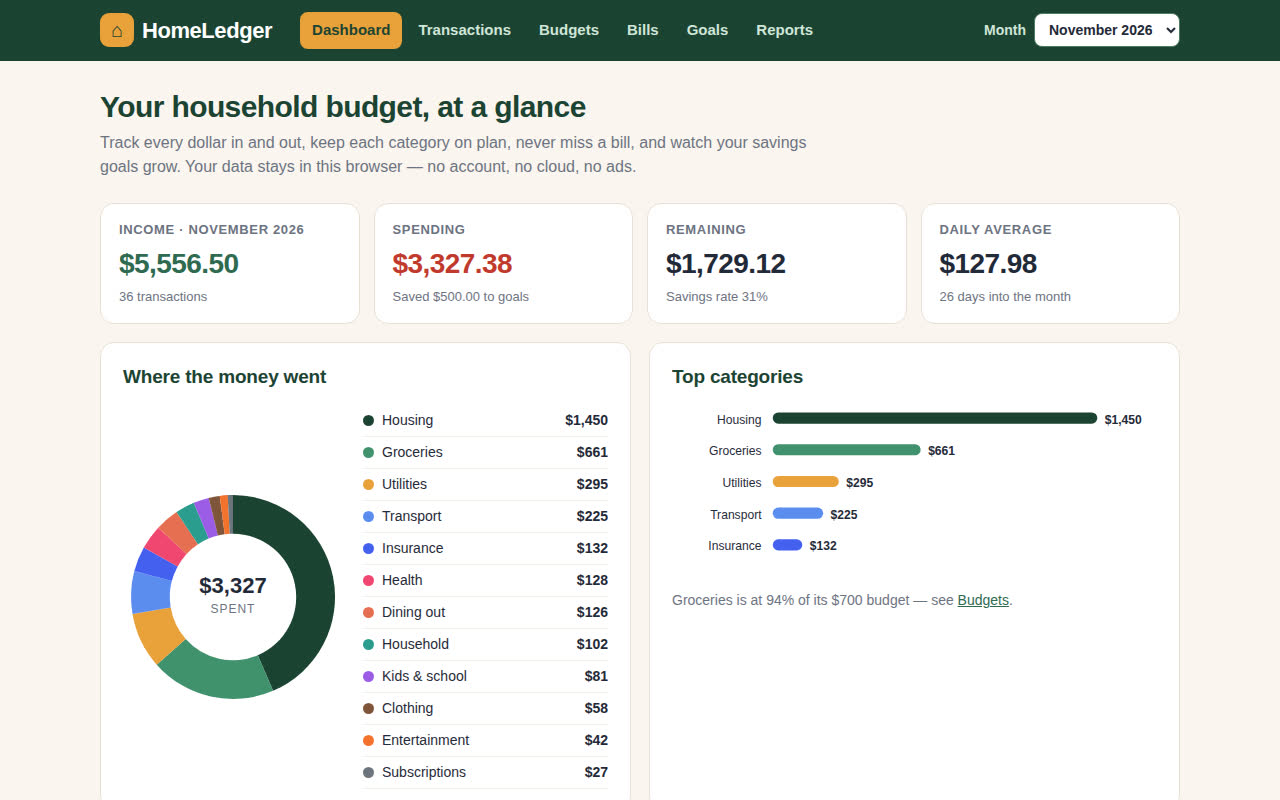 HomeLedger
Dashboard Transactions Budgets Bills Goals Reports
Month November 2026
Your household budget, at a glance
Track every dollar in and out, keep each category on plan, never miss a bill, and watch your savings
goals grow. Your data stays in this browser — no account, no cloud, no ads.
INCOME · NOVEMBER 2026
$5,556.50
36 transactions
SPENDING
$3,327.38
Saved $500.00 to goals
REMAINING
$1,729.12
Savings rate 31%
DAILY AVERAGE
$127.98
26 days into the month
Where the money went
$3,327
SPENT
Housing $1,450
Groceries $661
Utilities $295
Transport $225
Insurance $132
Health $128
Dining out $126
Household $102
Kids & school $81
Clothing $58
Entertainment $42
Subscriptions $27
Top categories
Housing $1,450
Groceries $661
Utilities $295
Transport $225
Insurance $132
Groceries is at 94% of its $700 budget — see Budgets.